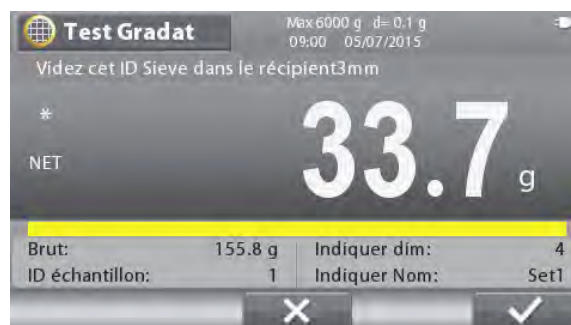 Test Gradat
Max 6000 g d= 0.1 g
09:00 05/07/2015
Videz cet ID Sieve dans le récipient3mm
*
NET
33.7 g
Brut: 155.8 g Indiquer dim: 4
ID échantillon: 1 Indiquer Nom: Set1